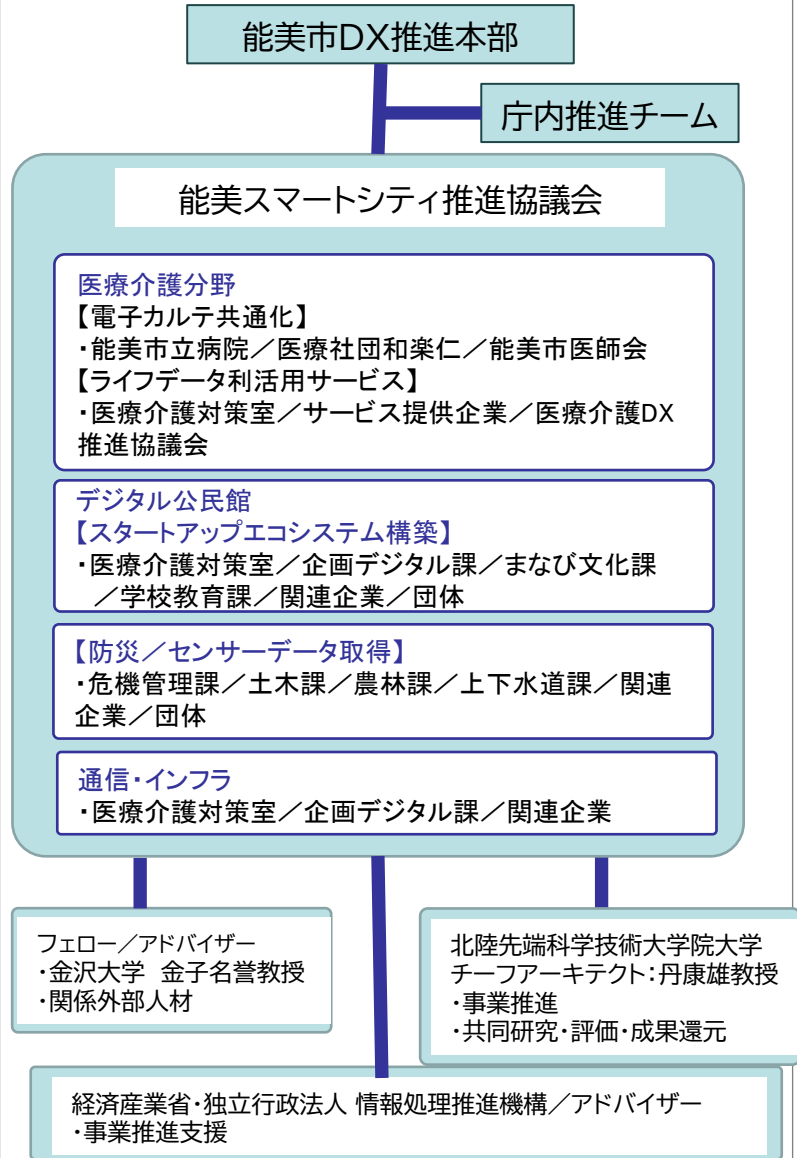 能美市DX推進本部
庁内推進チーム
能美スマートシティ推進協議会
医療介護分野
【電子カルテ共通化】
・能美市立病院／医療社団和楽仁／能美市医師会
【ライフデータ利活用サービス】
・医療介護対策室／サービス提供企業／医療介護DX
推進協議会
デジタル公民館
【スタートアップエコシステム構築】
・医療介護対策室／企画デジタル課／まなび文化課
／学校教育課／関連企業／団体
【防災／センサーデータ取得】
・危機管理課／土木課／農林課／上下水道課／関連
企業／団体
通信・インフラ
・医療介護対策室／企画デジタル課／関連企業
フェロー／アドバイザー
・金沢大学 金子名誉教授
・関係外部人材
北陸先端科学技術大学院大学
チーフアーキテクト：丹康雄教授
・事業推進
・共同研究・評価・成果還元
経済産業省・独立行政法人 情報処理推進機構／アドバイザー
・事業推進支援